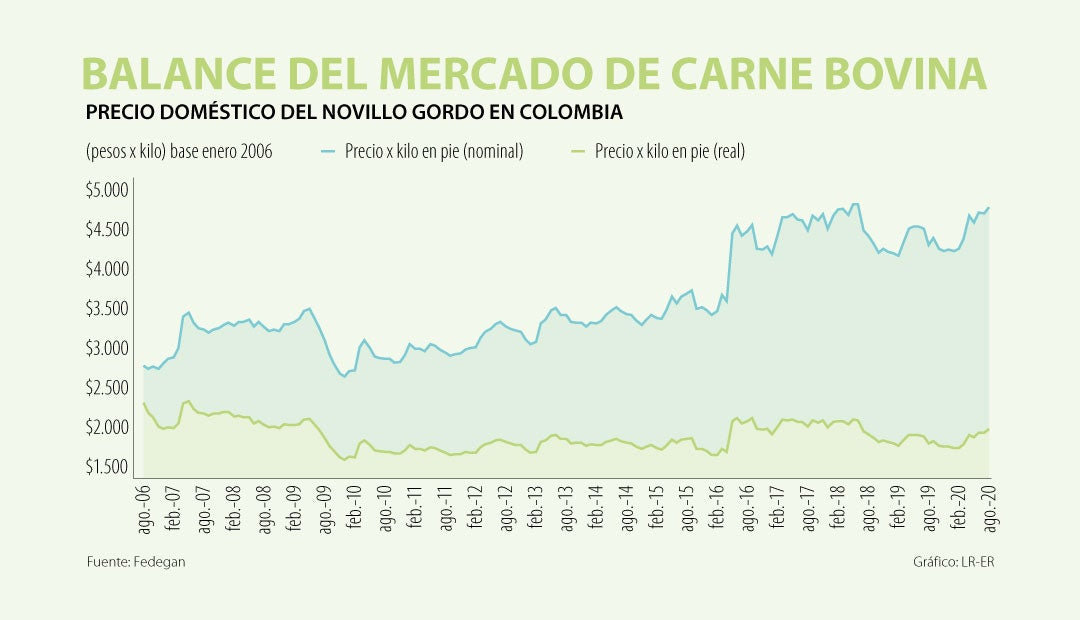 BALANCE DEL MERCADO DE CARNE BOVINA
PRECIO DOMÉSTICO DEL NOVILLO GORDO EN COLOMBIA
(pesos x kilo) base enero 2006 Precio x kilo en pie (nominal) Precio x kilo en pie (real)
$5.000
$4.500
$4.000
$3.500
$3.000
$2.500
$2.000
$1.500
ago.-06
feb.-07
ago.-07
feb.-08
ago.-08
feb.-09
ago.-09
feb.-10
ago.-10
feb.-11
ago.-11
feb.-12
ago.-12
feb.-13
ago.-13
feb.-14
ago.-14
feb.-15
ago.-15
feb.-16
ago.-16
feb.-17
ago.-17
feb.-18
ago.-18
feb.-19
ago.-19
feb.-20
ago.-20
Fuente: Fedegan Gráfico: LR-ER